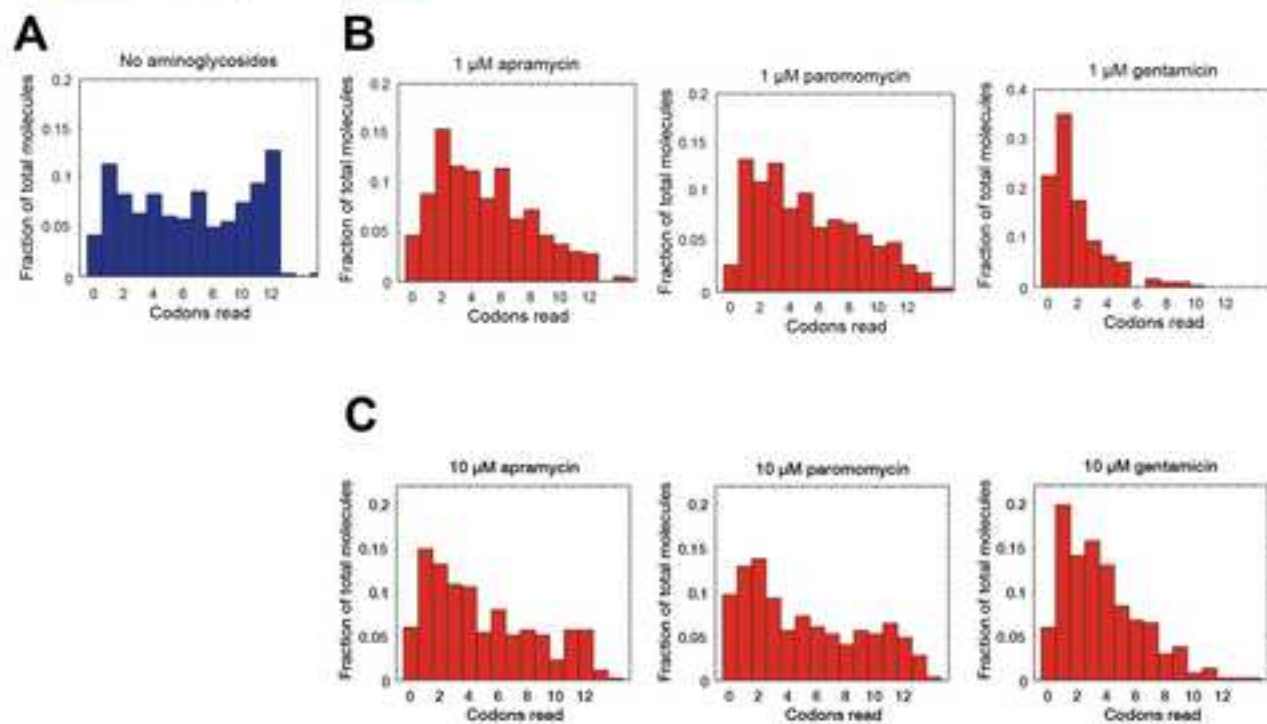 A
B
No aminoglycosides
1 µM apramycin
1 µM paromomycin
1 µM gentamicin
Fraction of total molecules
0.2
0.15
0.1
0.05
0
0 2 4 6 8 10 12
Codons read
Fraction of total molecules
0.2
0.15
0.1
0.05
0
0 2 4 6 8 10 12
Codons read
Fraction of total molecules
0.2
0.15
0.1
0.05
0
0 2 4 6 8 10 12
Codons read
Fraction of total molecules
0.4
0.3
0.2
0.1
0
0 2 4 6 8 10 12
Codons read
C
10 µM apramycin
10 µM paromomycin
10 µM gentamicin
Fraction of total molecules
0.2
0.15
0.1
0.05
0
0 2 4 6 8 10 12
Codons read
Fraction of total molecules
0.2
0.15
0.1
0.05
0
0 2 4 6 8 10 12
Codons read
Fraction of total molecules
0.2
0.15
0.1
0.05
0
0 2 4 6 8 10 12
Codons read